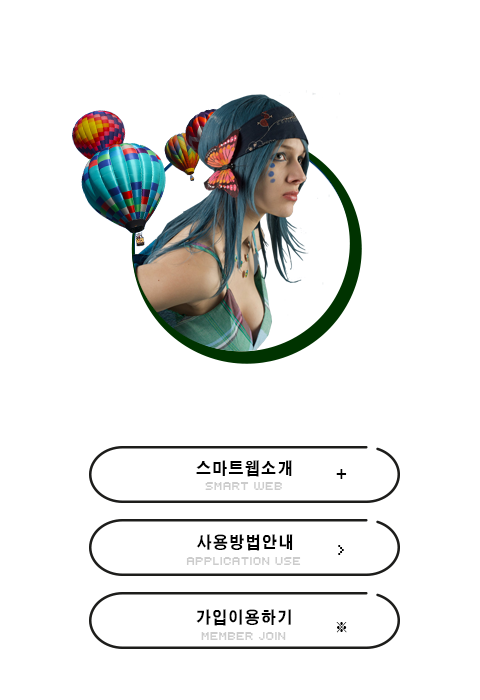 스마트웹소개
+
SMART WEB
사용방법안내
>
APPLICATION USE
가입이용하기
※
MEMBER JOIN